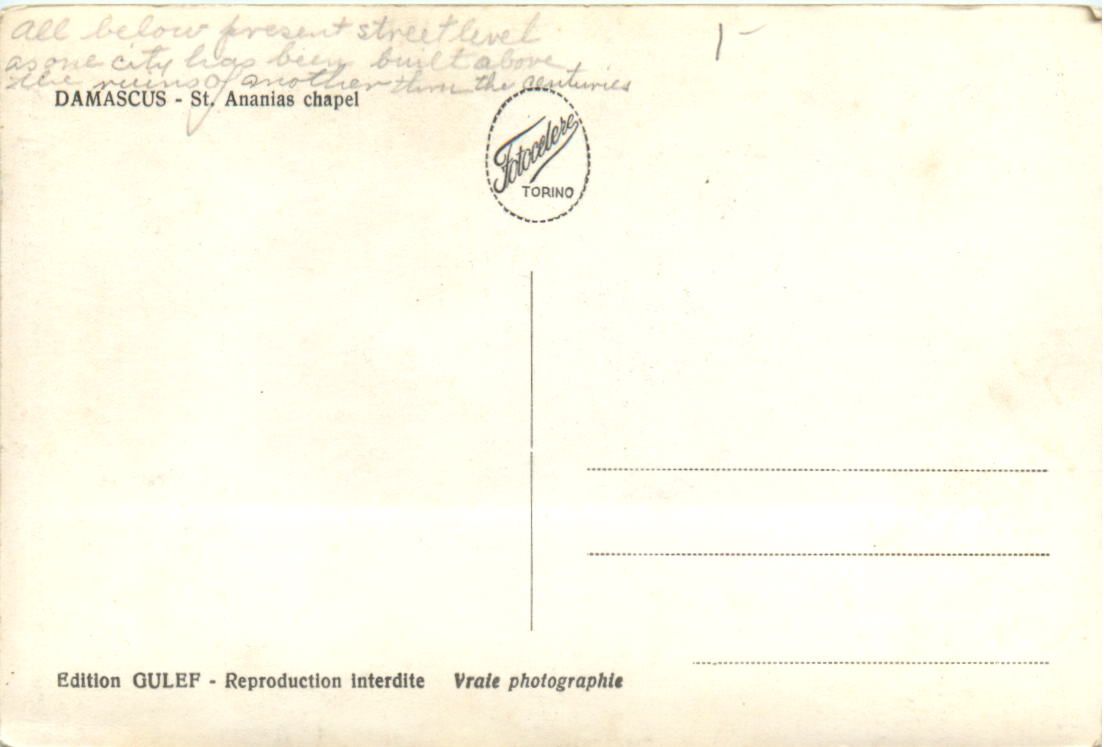 all below present street level
as one city has been built above
the ruins of another thru the centuries
1-
DAMASCUS - St. Ananias chapel
Fotocelere
TORINO
Edition GULEF - Reproduction interdite Vraie photographie